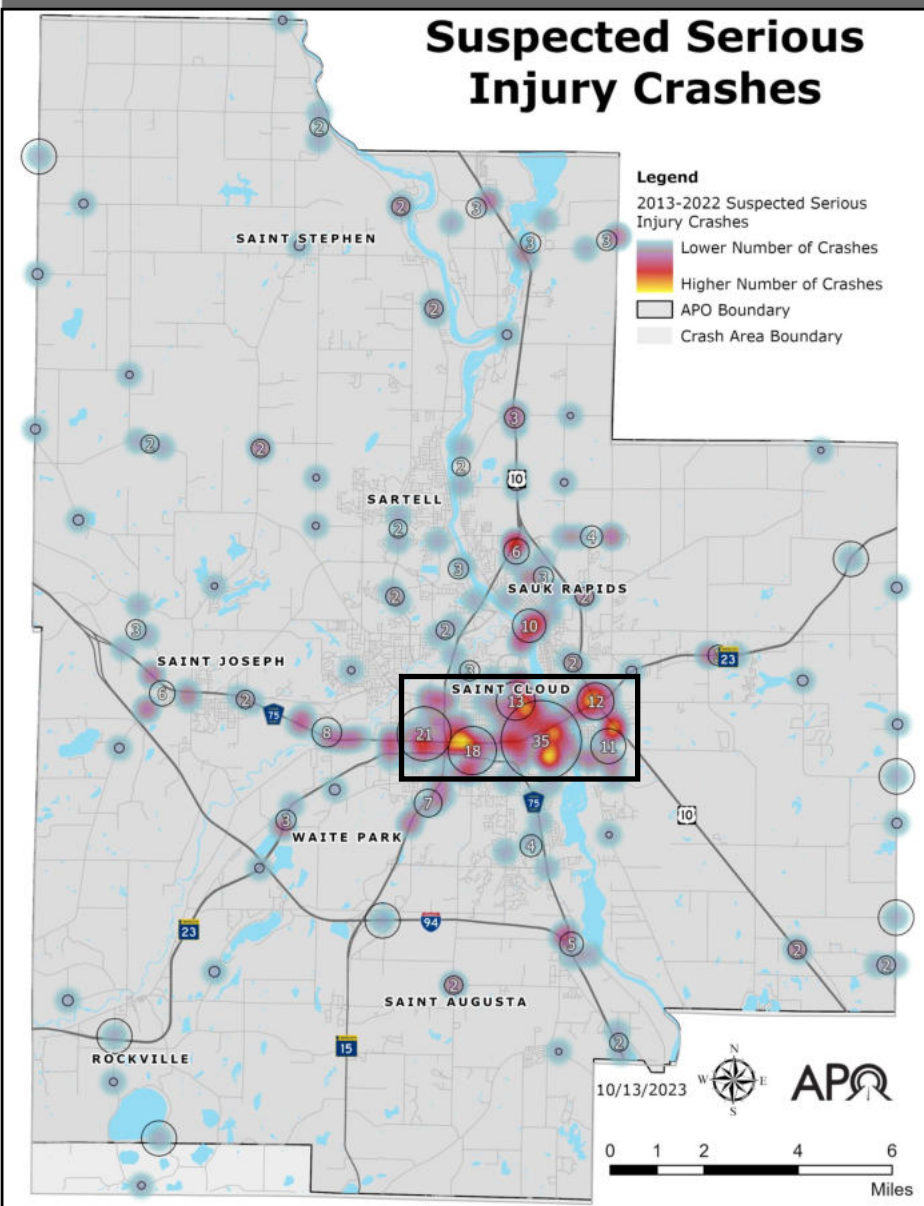 Suspected Serious
Injury Crashes
Legend
2013-2022 Suspected Serious
Injury Crashes
Lower Number of Crashes
Higher Number of Crashes
APO Boundary
Crash Area Boundary
2
2
3
SAINT STEPHEN
3
3
2
3
2
2
2
10
SARTELL
2
6
4
3
3
SAUK RAPIDS
2
2
10
3
2
SAINT JOSEPH
3
2
23
6
2
75
SAINT CLOUD
13
12
8
21
18
35
11
7
75
10
3
WAITE PARK
4
94
23
5
2
2
2
SAINT AUGUSTA
15
2
ROCKVILLE
10/13/2023
N
W
E
S
APO
0 1 2 4 6
Miles